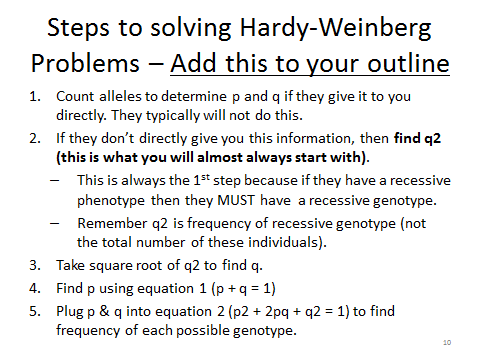 Steps to solving Hardy-Weinberg
Problems – Add this to your outline
1. Count alleles to determine p and q if they give it to you
directly. They typically will not do this.
2. If they don’t directly give you this information, then find q2
(this is what you will almost always start with).
– This is always the 1st step because if they have a recessive
phenotype then they MUST have a recessive genotype.
– Remember q2 is frequency of recessive genotype (not
the total number of these individuals).
3. Take square root of q2 to find q.
4. Find p using equation 1 (p + q = 1)
5. Plug p & q into equation 2 (p2 + 2pq + q2 = 1) to find
frequency of each possible genotype.
10